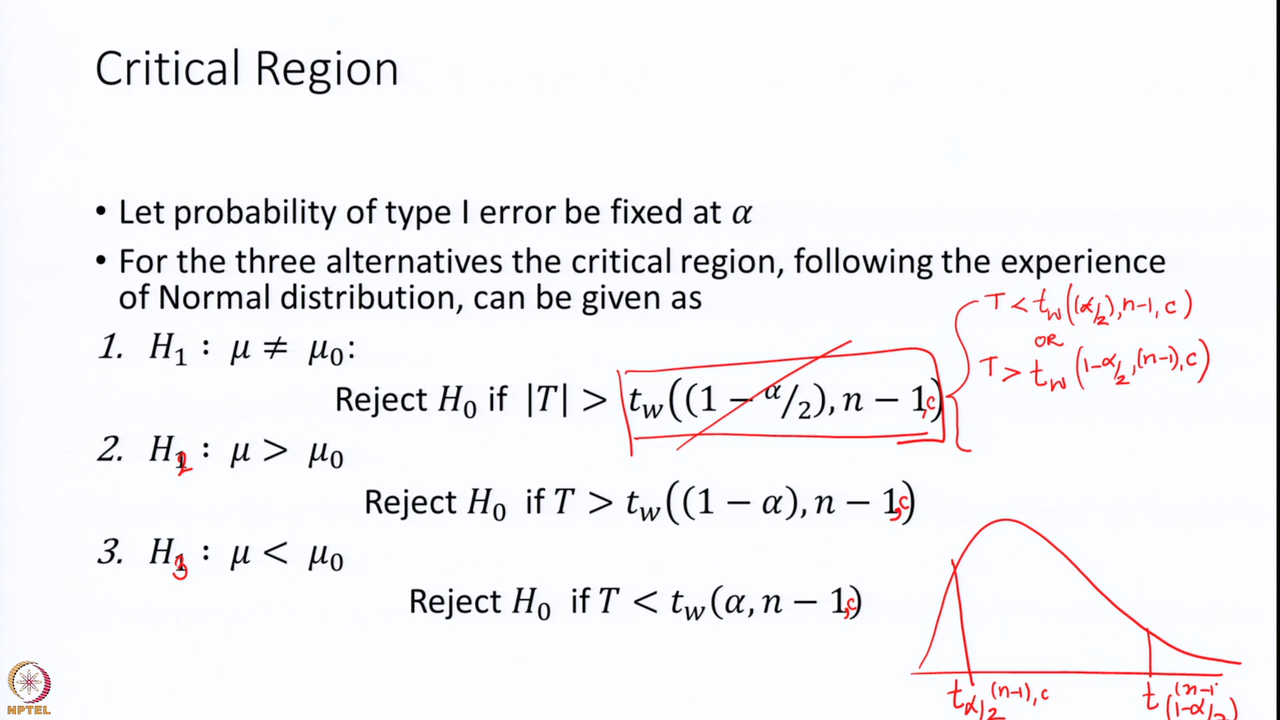 Critical Region
• Let probability of type I error be fixed at α
• For the three alternatives the critical region, following the experience
of Normal distribution, can be given as
1. H₁ : μ ≠ μ₀:
Reject H₀ if |T| > t_w((1 − α/2), n − 1,c)
T < t_w((α/2), n−1, c)
OR
T > t_w(1−α/2, (n−1), c)
2. H₂ : μ > μ₀
Reject H₀ if T > t_w((1 − α), n − 1,c)
3. H₃ : μ < μ₀
Reject H₀ if T < t_w(α, n − 1,c)
t_α/2 (n−1), c
t (n−1
(1−α/2)
NPTEL